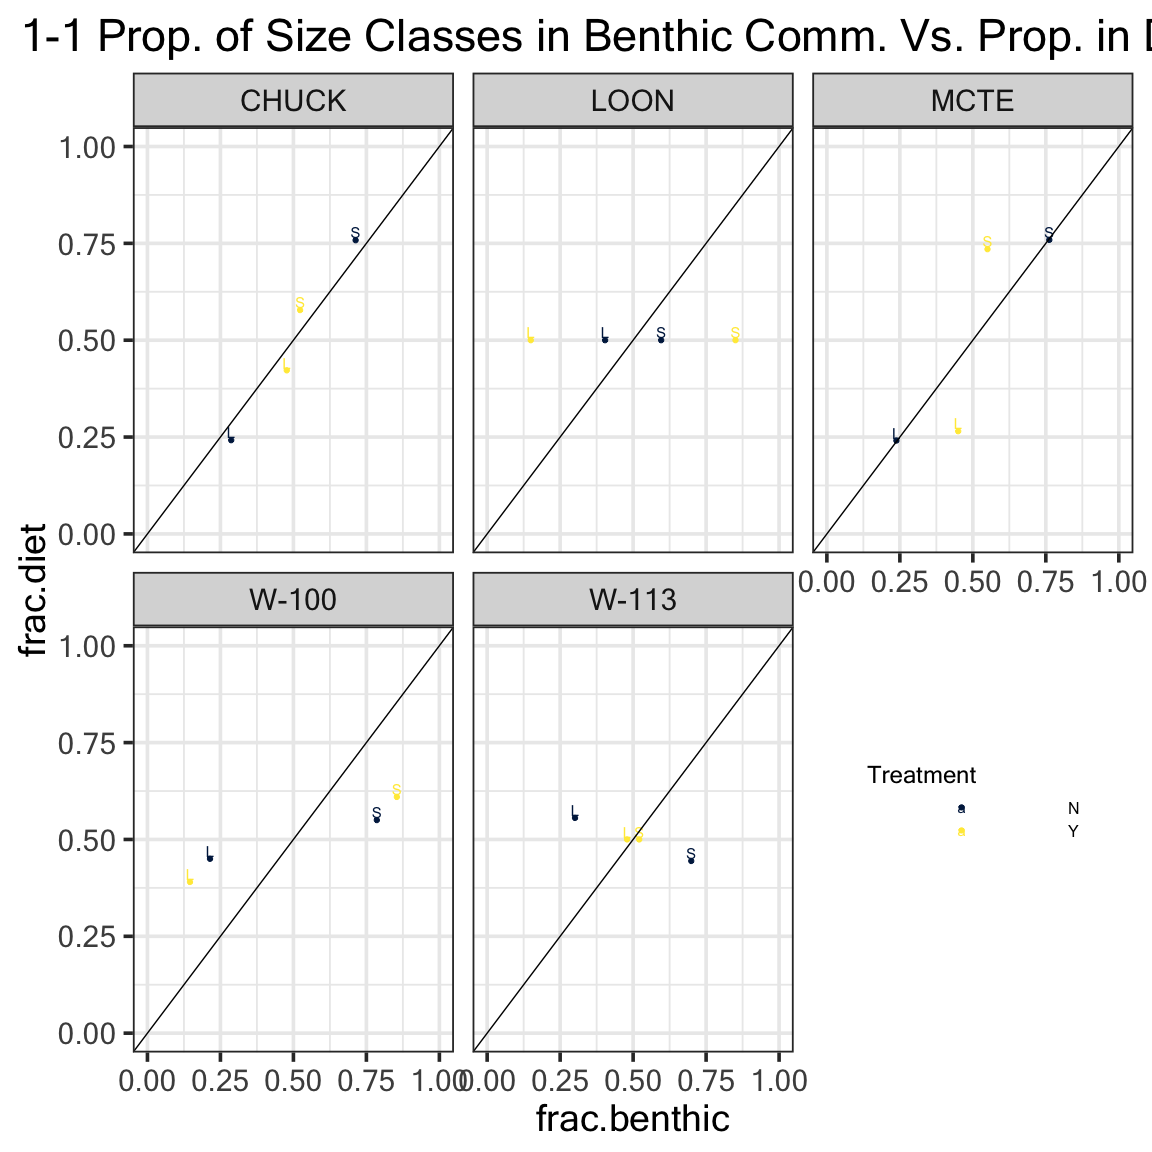 1-1 Prop. of Size Classes in Benthic Comm. Vs. Prop. in
CHUCK LOON MCTE
1.00
0.75
0.50
0.25
0.00
S
S
L
L
L L S S
S S
L L
0.00 0.25 0.50 0.75 1.00
frac.diet
W-100 W-113
1.00
0.75
0.50
0.25
0.00
S
S
L
L
L
L S
S
Treatment
a N
a Y
0.00 0.25 0.50 0.75 1.00 0.00 0.25 0.50 0.75 1.00
frac.benthic